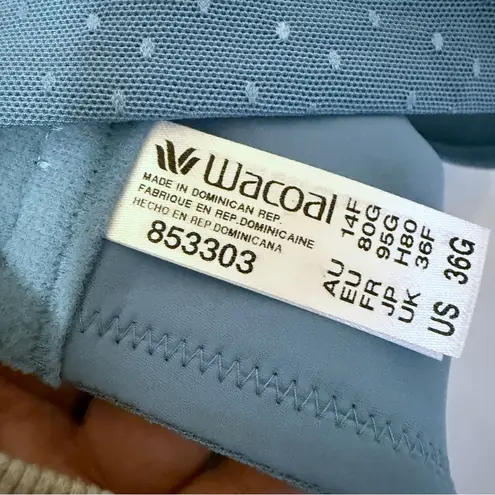 Wacoal
MADE IN DOMINICAN REP.
FABRIQUE EN REP.DOMINICAINE
HECHO EN REP.DOMINICANA
853303
AU 14F
EU 80G
FR 95G
JP H80
UK 36F
US 36G